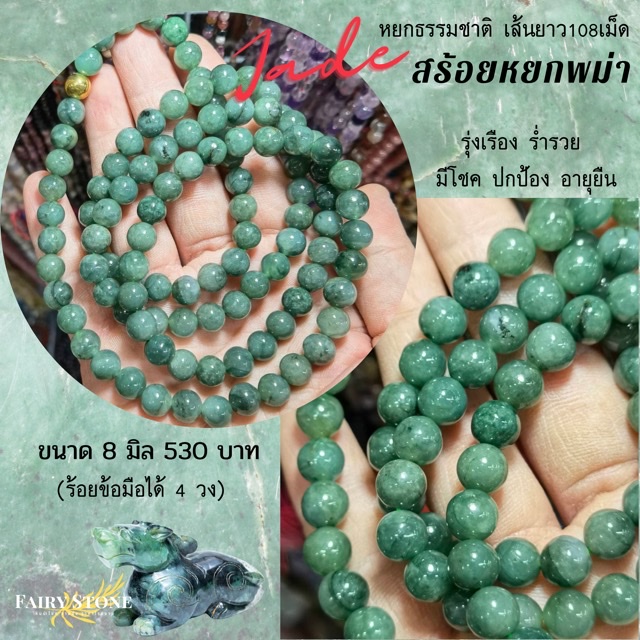 หยกธรรมชาติ เส้นยาว108เม็ด
Jade
สร้อยหยกพม่า
รุ่งเรือง ร่ำรวย
มีโชค ปกป้อง อายุยืน
ขนาด 8 มิล 530 บาท
(ร้อยข้อมือได้ 4 วง)
FAIRY STONE